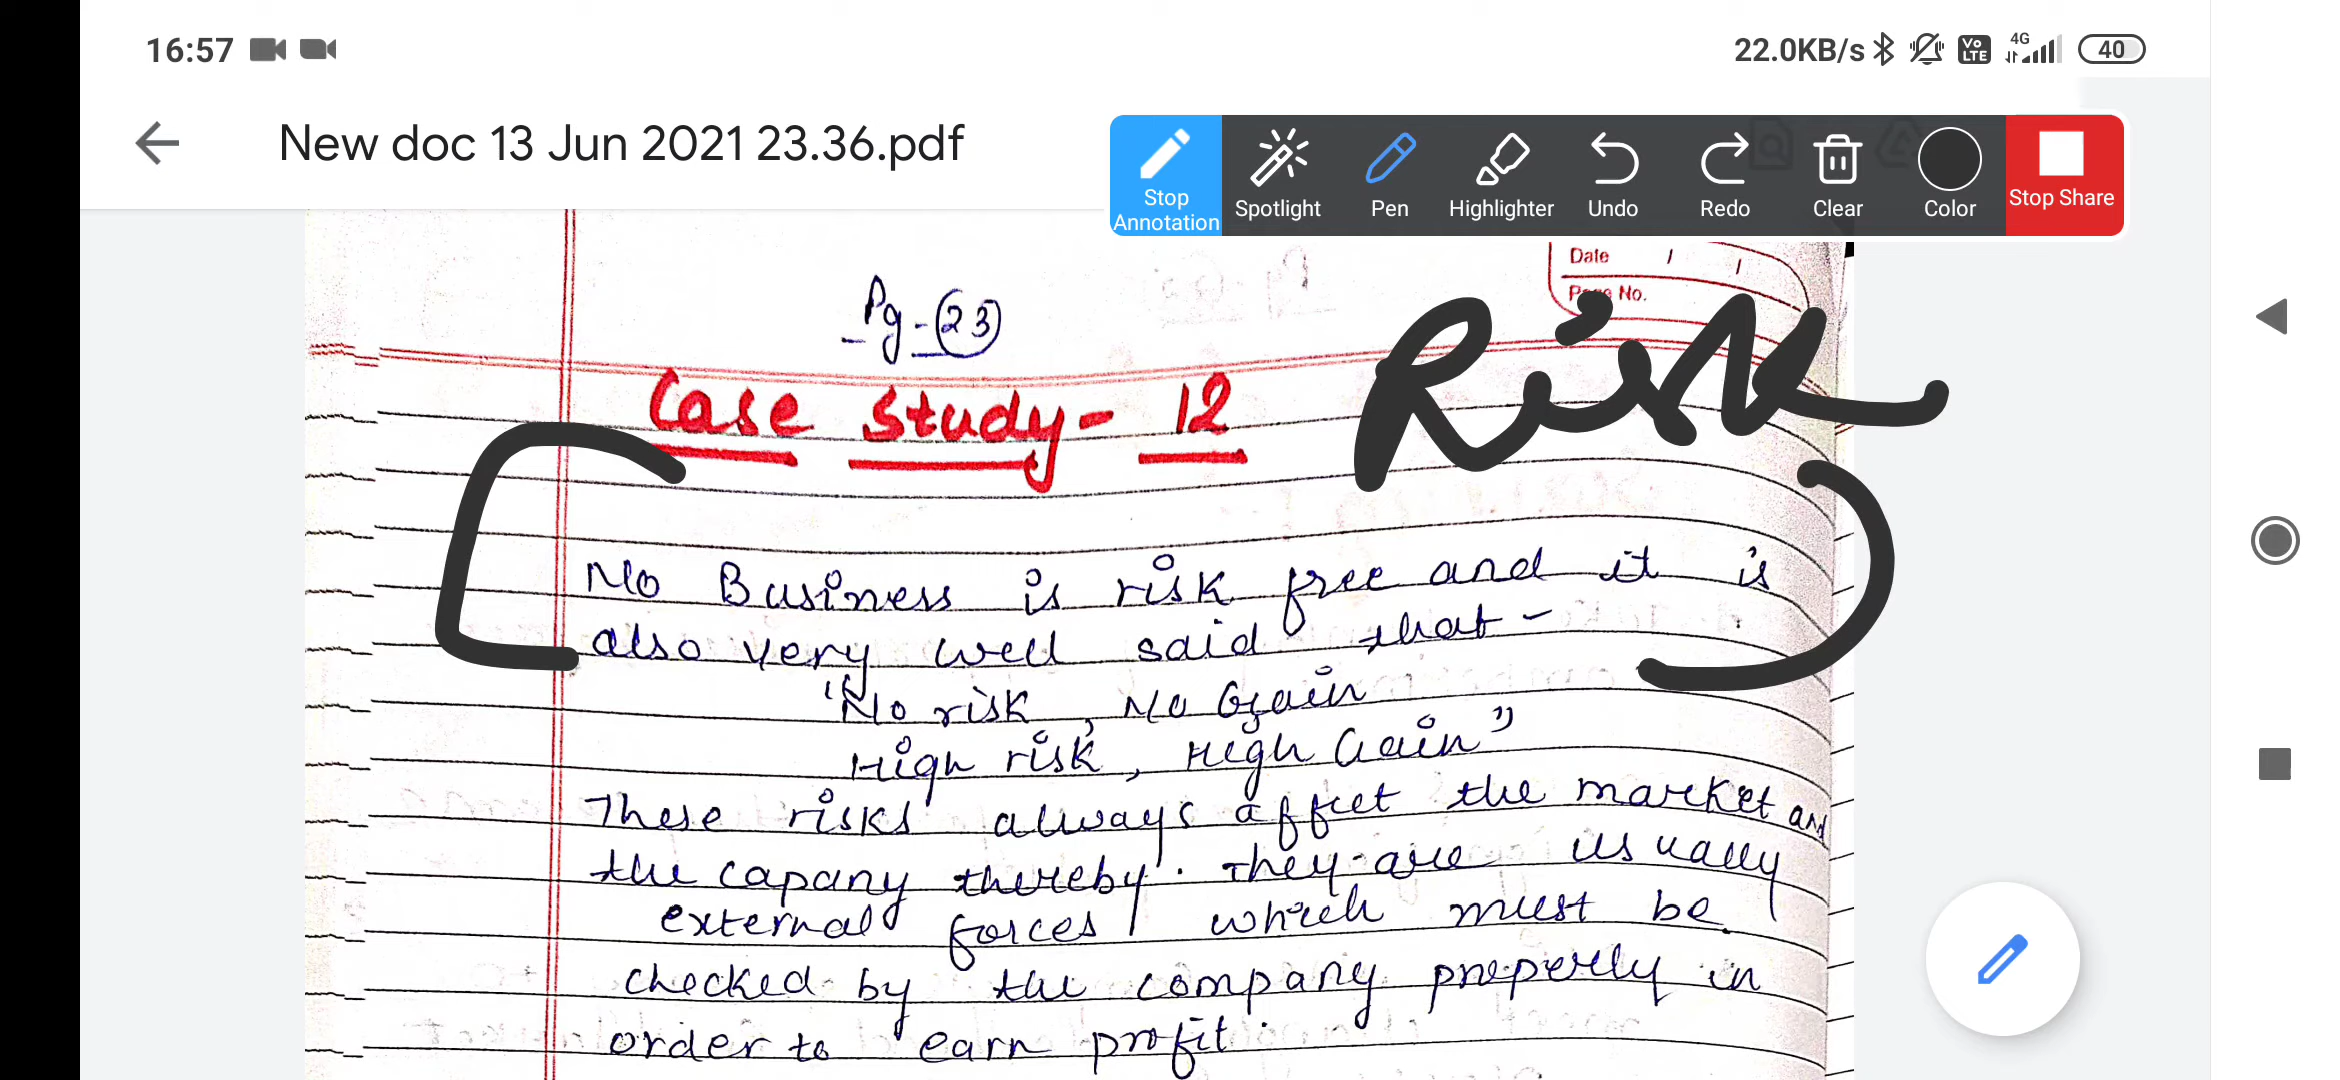 16:57
22.0KB/s
Vo LTE
4G
40
New doc 13 Jun 2021 23.36.pdf
Stop Annotation
Spotlight
Pen
Highlighter
Undo
Redo
Clear
Color
Stop Share
Date / /
Page No.
Pg-(23)
Risk
Case Study- 12
No Business is risk free and it is
also very well said that -
"No risk, No Gain
High risk, High Gain"
These risks always affect the market and
the capany thereby. They are usually
external forces which must be
checked by the company properly in
order to earn profit.